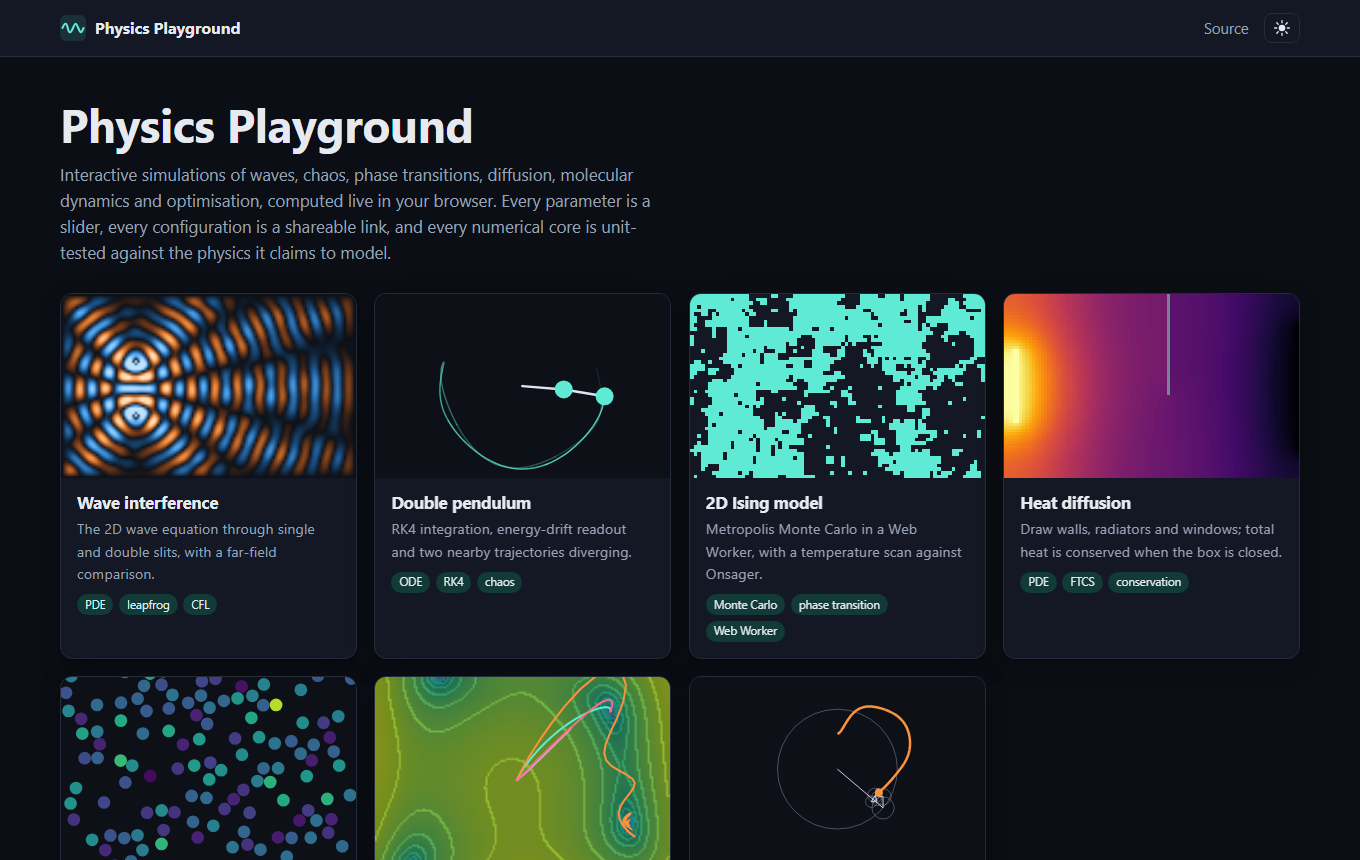 Physics Playground
Source
Physics Playground
Interactive simulations of waves, chaos, phase transitions, diffusion, molecular
dynamics and optimisation, computed live in your browser. Every parameter is a
slider, every configuration is a shareable link, and every numerical core is unit-
tested against the physics it claims to model.
Wave interference
The 2D wave equation through single
and double slits, with a far-field
comparison.
PDE leapfrog CFL
Double pendulum
RK4 integration, energy-drift readout
and two nearby trajectories diverging.
ODE RK4 chaos
2D Ising model
Metropolis Monte Carlo in a Web
Worker, with a temperature scan against
Onsager.
Monte Carlo phase transition
Web Worker
Heat diffusion
Draw walls, radiators and windows; total
heat is conserved when the box is closed.
PDE FTCS conservation